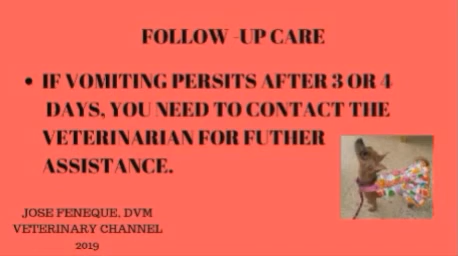 FOLLOW -UP CARE
• IF VOMITING PERSITS AFTER 3 OR 4
DAYS, YOU NEED TO CONTACT THE
VETERINARIAN FOR FUTHER
ASSISTANCE.
JOSE FENEQUE, DVM
VETERINARY CHANNEL
2019